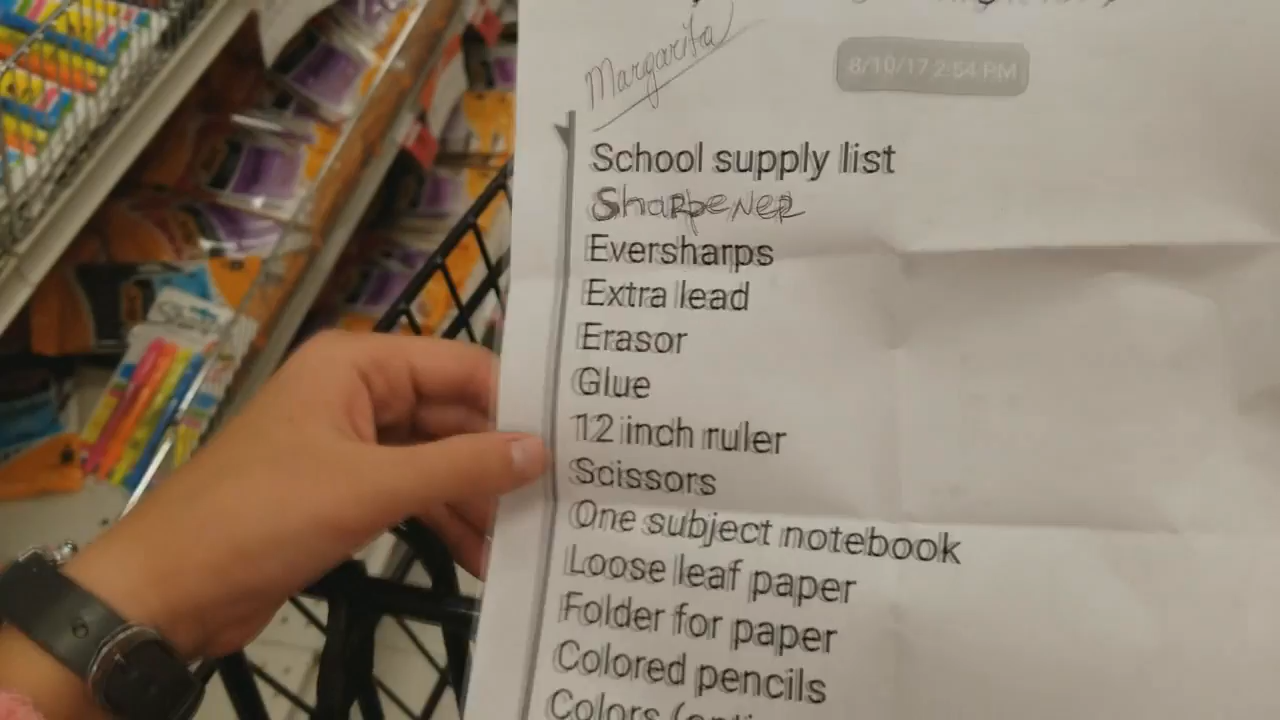 Margarita
8/10/17 2:54 PM
School supply list
Sharpener
Eversharps
Extra lead
Erasor
Glue
12 inch ruler
Scissors
One subject notebook
Loose leaf paper
Folder for paper
Colored pencils
Colors